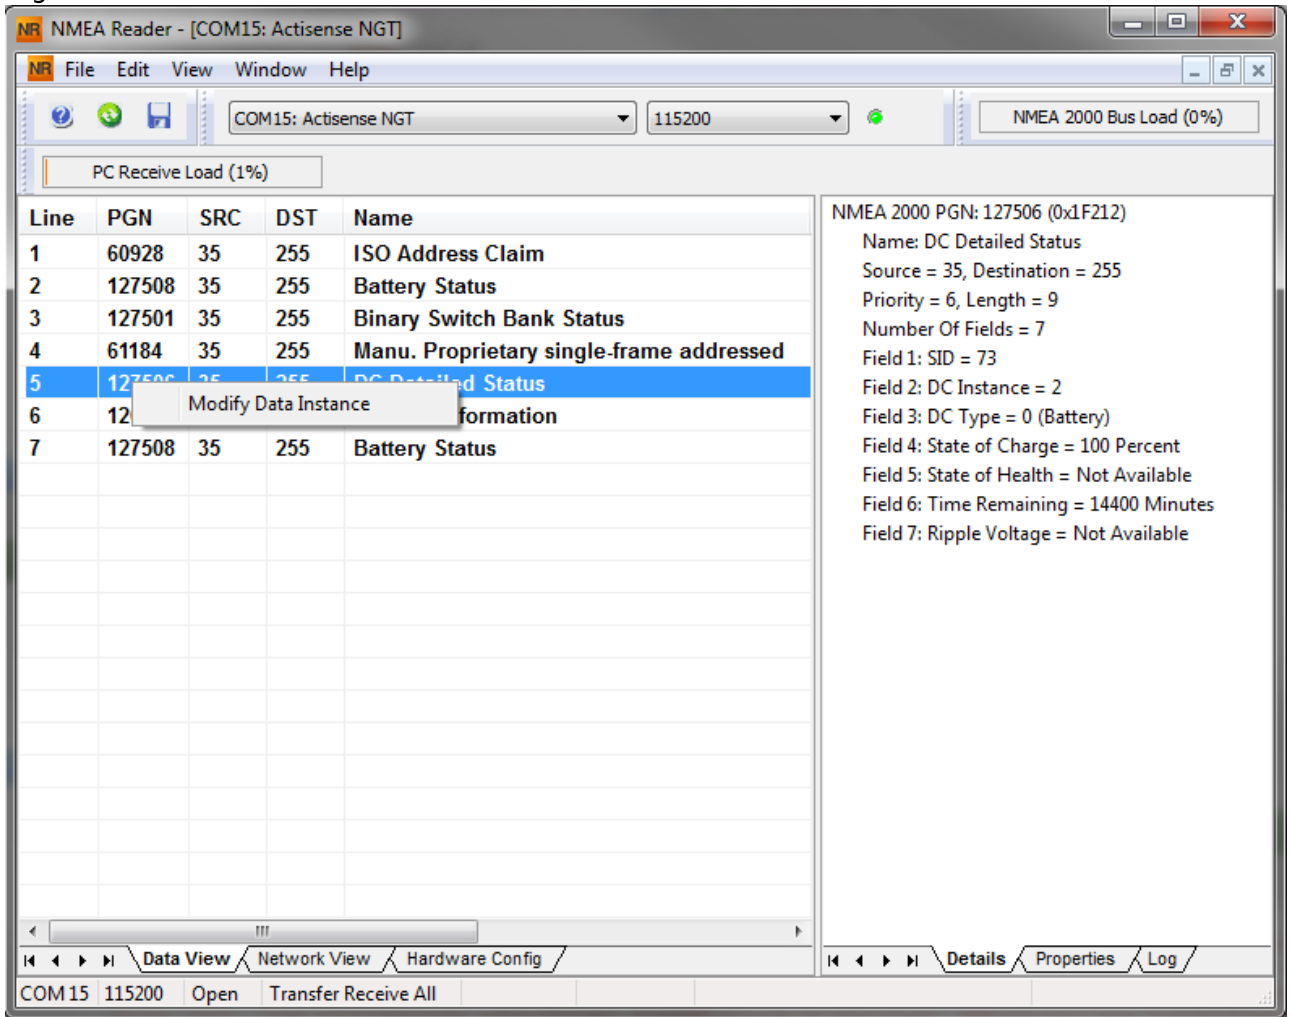 NR NMEA Reader - [COM15: Actisense NGT]
NR File Edit View Window Help
COM15: Actisense NGT 115200 NMEA 2000 Bus Load (0%)
PC Receive Load (1%)
Line PGN SRC DST Name
1 60928 35 255 ISO Address Claim
2 127508 35 255 Battery Status
3 127501 35 255 Binary Switch Bank Status
4 61184 35 255 Manu. Proprietary single-frame addressed
5 127506 35 255 DC Detailed Status
Modify Data Instance
6 12 formation
7 127508 35 255 Battery Status
NMEA 2000 PGN: 127506 (0x1F212)
Name: DC Detailed Status
Source = 35, Destination = 255
Priority = 6, Length = 9
Number Of Fields = 7
Field 1: SID = 73
Field 2: DC Instance = 2
Field 3: DC Type = 0 (Battery)
Field 4: State of Charge = 100 Percent
Field 5: State of Health = Not Available
Field 6: Time Remaining = 14400 Minutes
Field 7: Ripple Voltage = Not Available
Data View Network View Hardware Config
Details Properties Log
COM 15 115200 Open Transfer Receive All